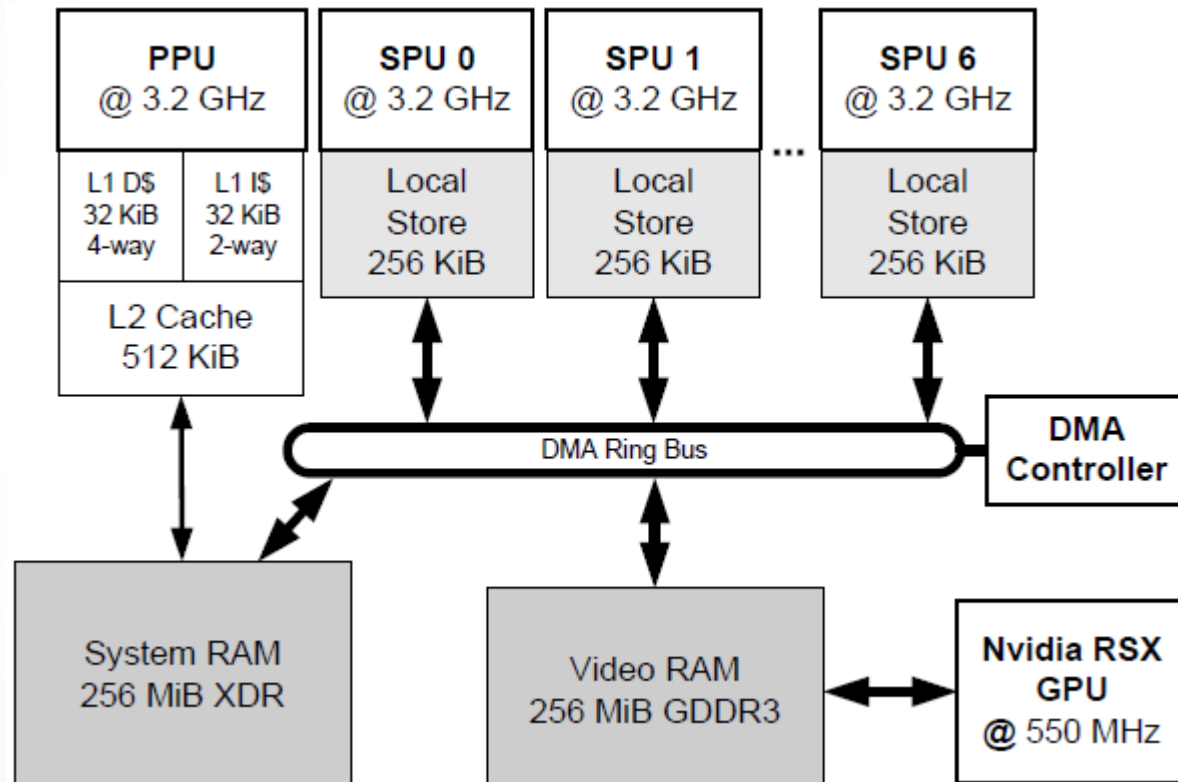 PPU
@ 3.2 GHz
SPU 0
@ 3.2 GHz
SPU 1
@ 3.2 GHz
SPU 6
@ 3.2 GHz
L1 D$
32 KiB
4-way
L1 I$
32 KiB
2-way
L2 Cache
512 KiB
Local
Store
256 KiB
Local
Store
256 KiB
...
Local
Store
256 KiB
DMA Ring Bus
DMA
Controller
System RAM
256 MiB XDR
Video RAM
256 MiB GDDR3
Nvidia RSX
GPU
@ 550 MHz